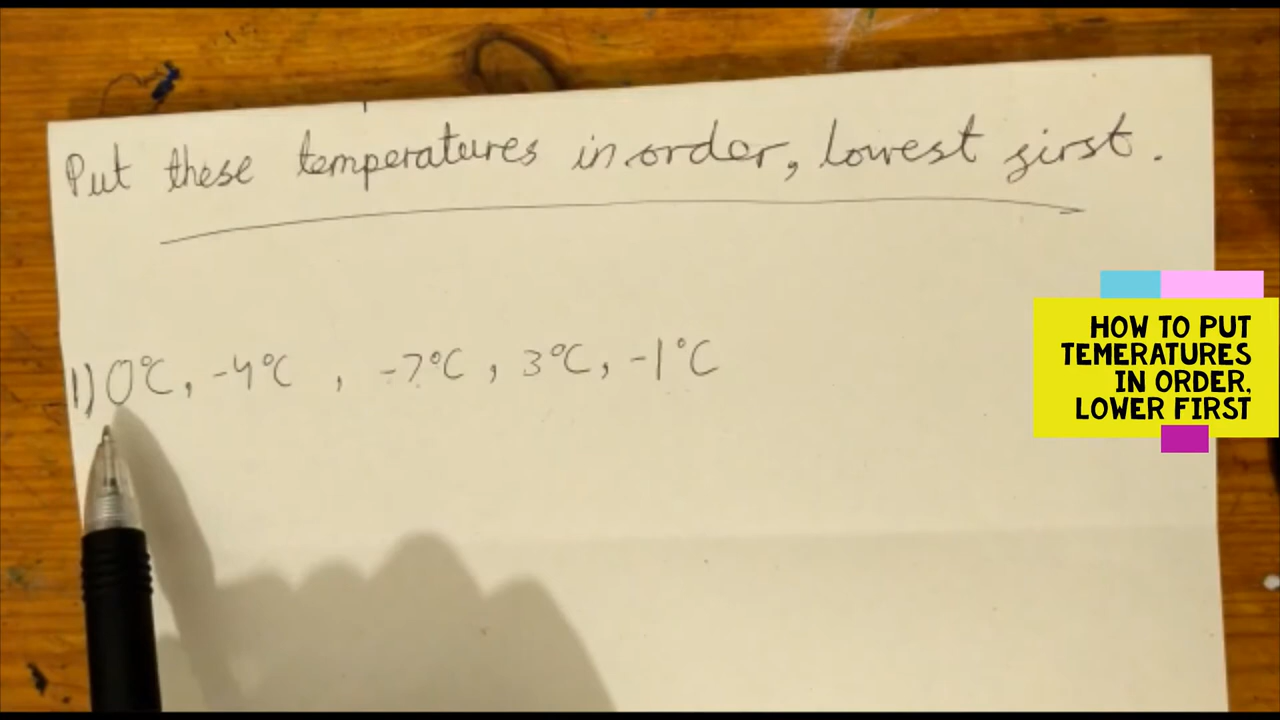 Put these temperatures in order, lowest first.
1) 0°C, -4°C , -7°C, 3°C, -1°C
HOW TO PUT
TEMERATURES
IN ORDER,
LOWER FIRST